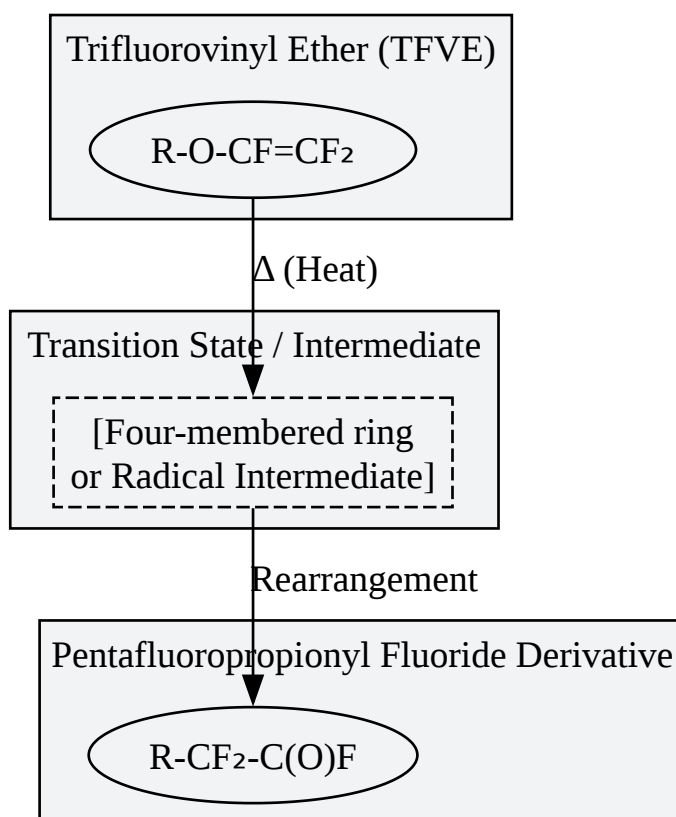 Trifluorovinyl Ether (TFVE)
R-O-CF=CF₂
Δ (Heat)
Transition State / Intermediate
[Four-membered ring
or Radical Intermediate]
Rearrangement
Pentafluoropropionyl Fluoride Derivative
R-CF₂-C(O)F